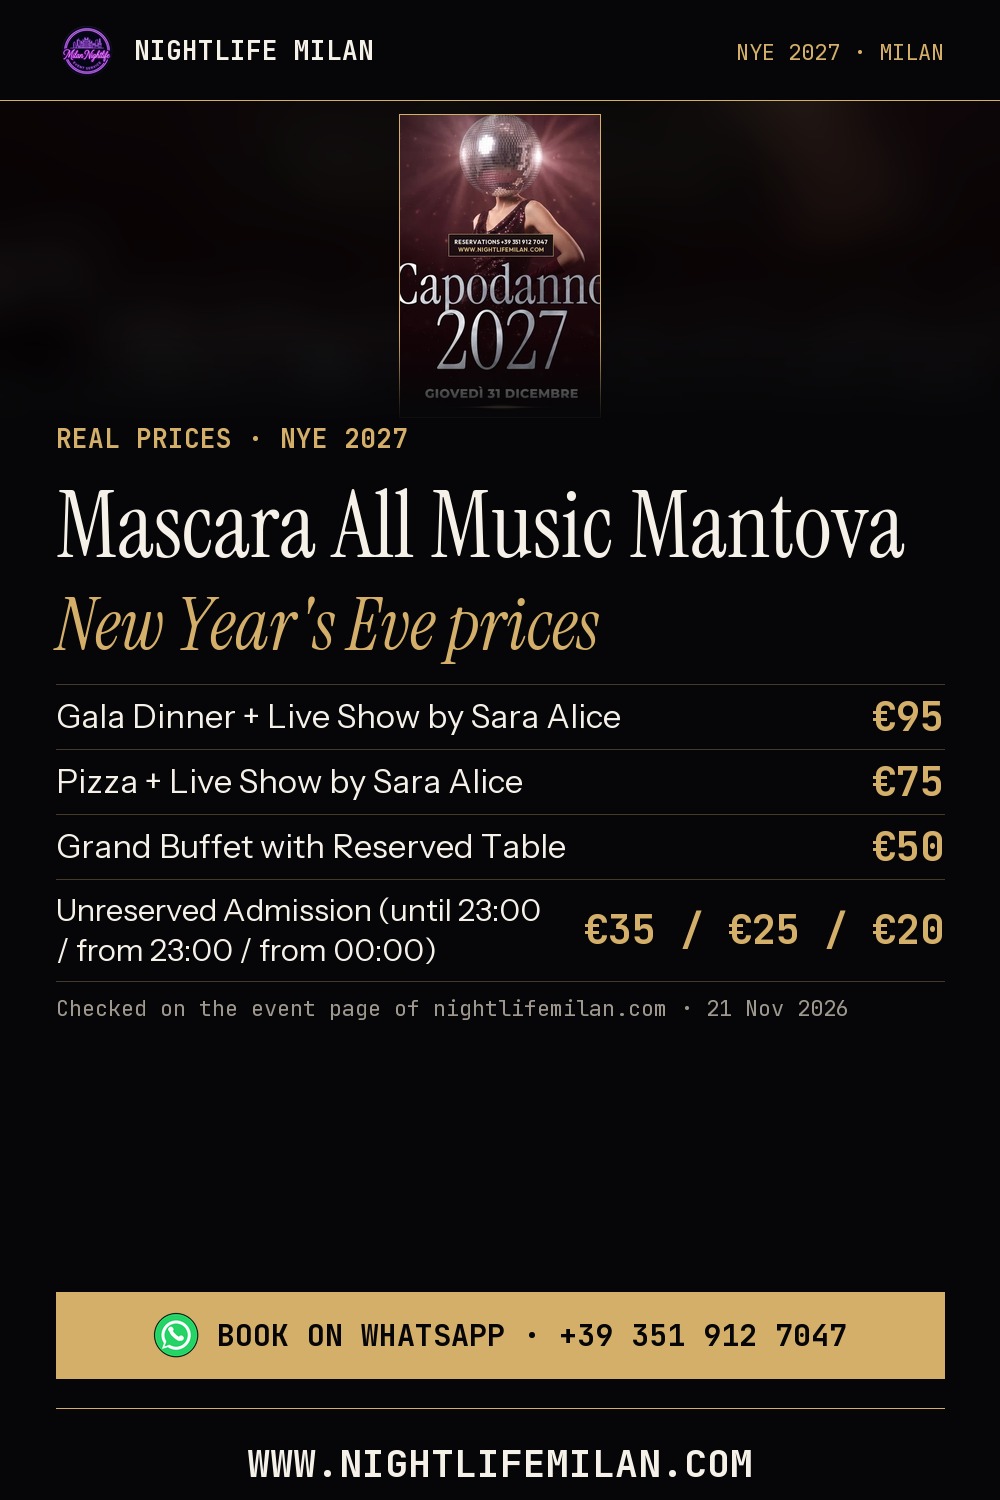 Milan Nightlife
NIGHTLIFE MILAN
NYE 2027 · MILAN
RESERVATIONS +39 351 912 7047
WWW.NIGHTLIFEMILAN.COM
Capodanno
2027
GIOVEDÌ 31 DICEMBRE
REAL PRICES · NYE 2027
Mascara All Music Mantova
New Year's Eve prices
Gala Dinner + Live Show by Sara Alice €95
Pizza + Live Show by Sara Alice €75
Grand Buffet with Reserved Table €50
Unreserved Admission (until 23:00
/ from 23:00 / from 00:00) €35 / €25 / €20
Checked on the event page of nightlifemilan.com · 21 Nov 2026
BOOK ON WHATSAPP · +39 351 912 7047
WWW.NIGHTLIFEMILAN.COM